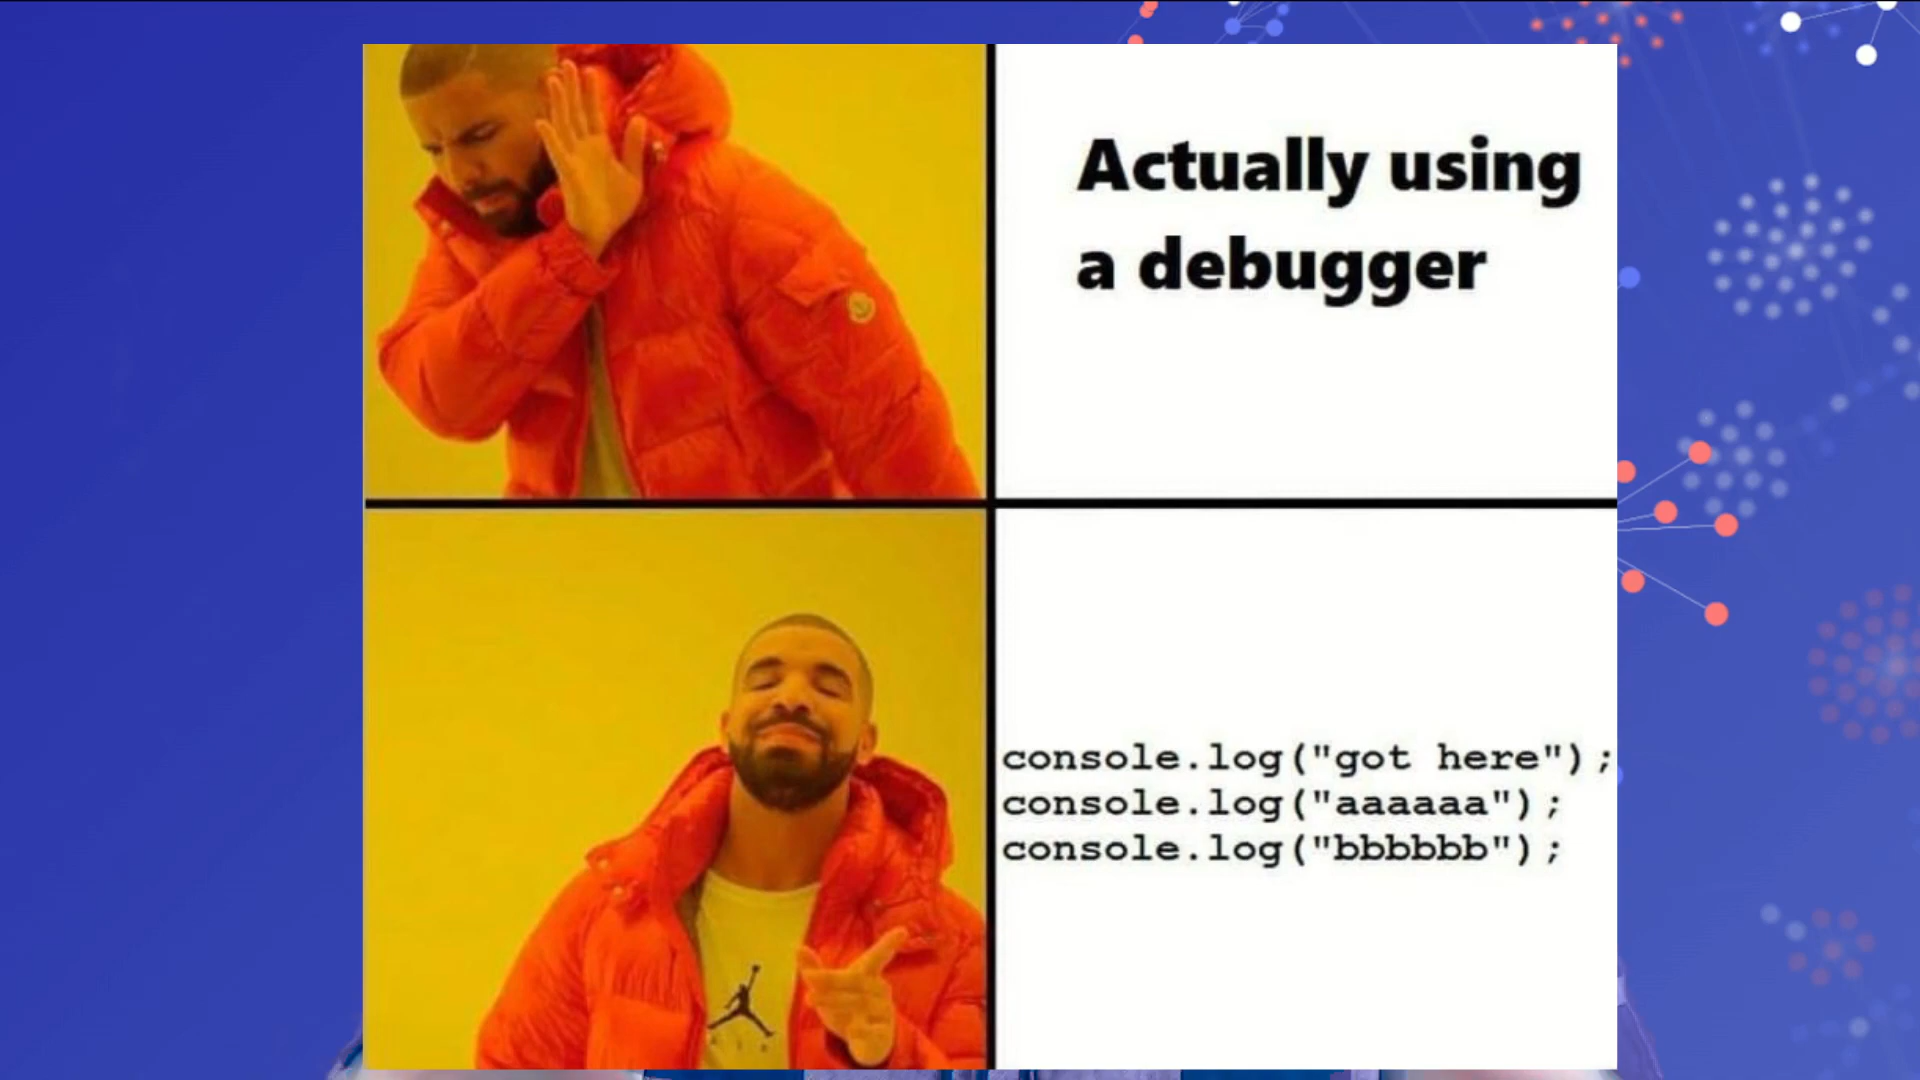 Actually using
a debugger
console.log("got here");
console.log("aaaaaa");
console.log("bbbbbb");